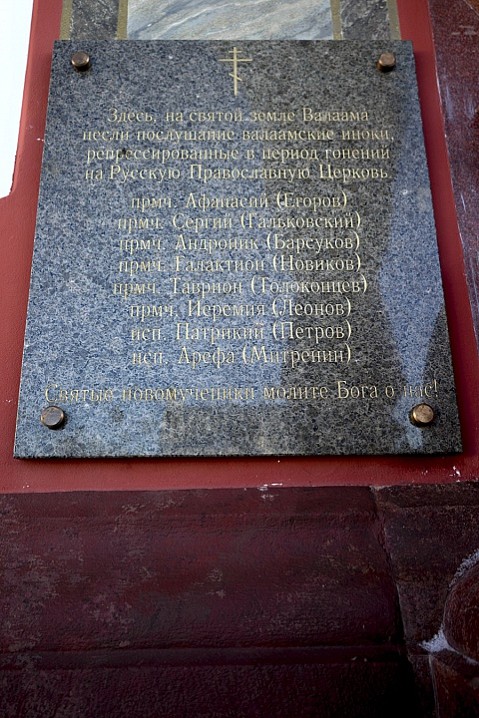 Здесь, на святой земле Валаама
несли послушание валаамские иноки,
репрессированные в период гонений
на Русскую Православную Церковь
прмч. Афанасий (Егоров)
прмч. Сергий (Гальковский)
прмч. Андроник (Барсуков)
прмч. Галактион (Новиков)
прмч. Таврион (Голоконцев)
прмч. Иеремия (Леонов)
исп. Патрикий (Петров)
исп. Арефа (Митренин).
Святые новомученики молите Бога о нас!